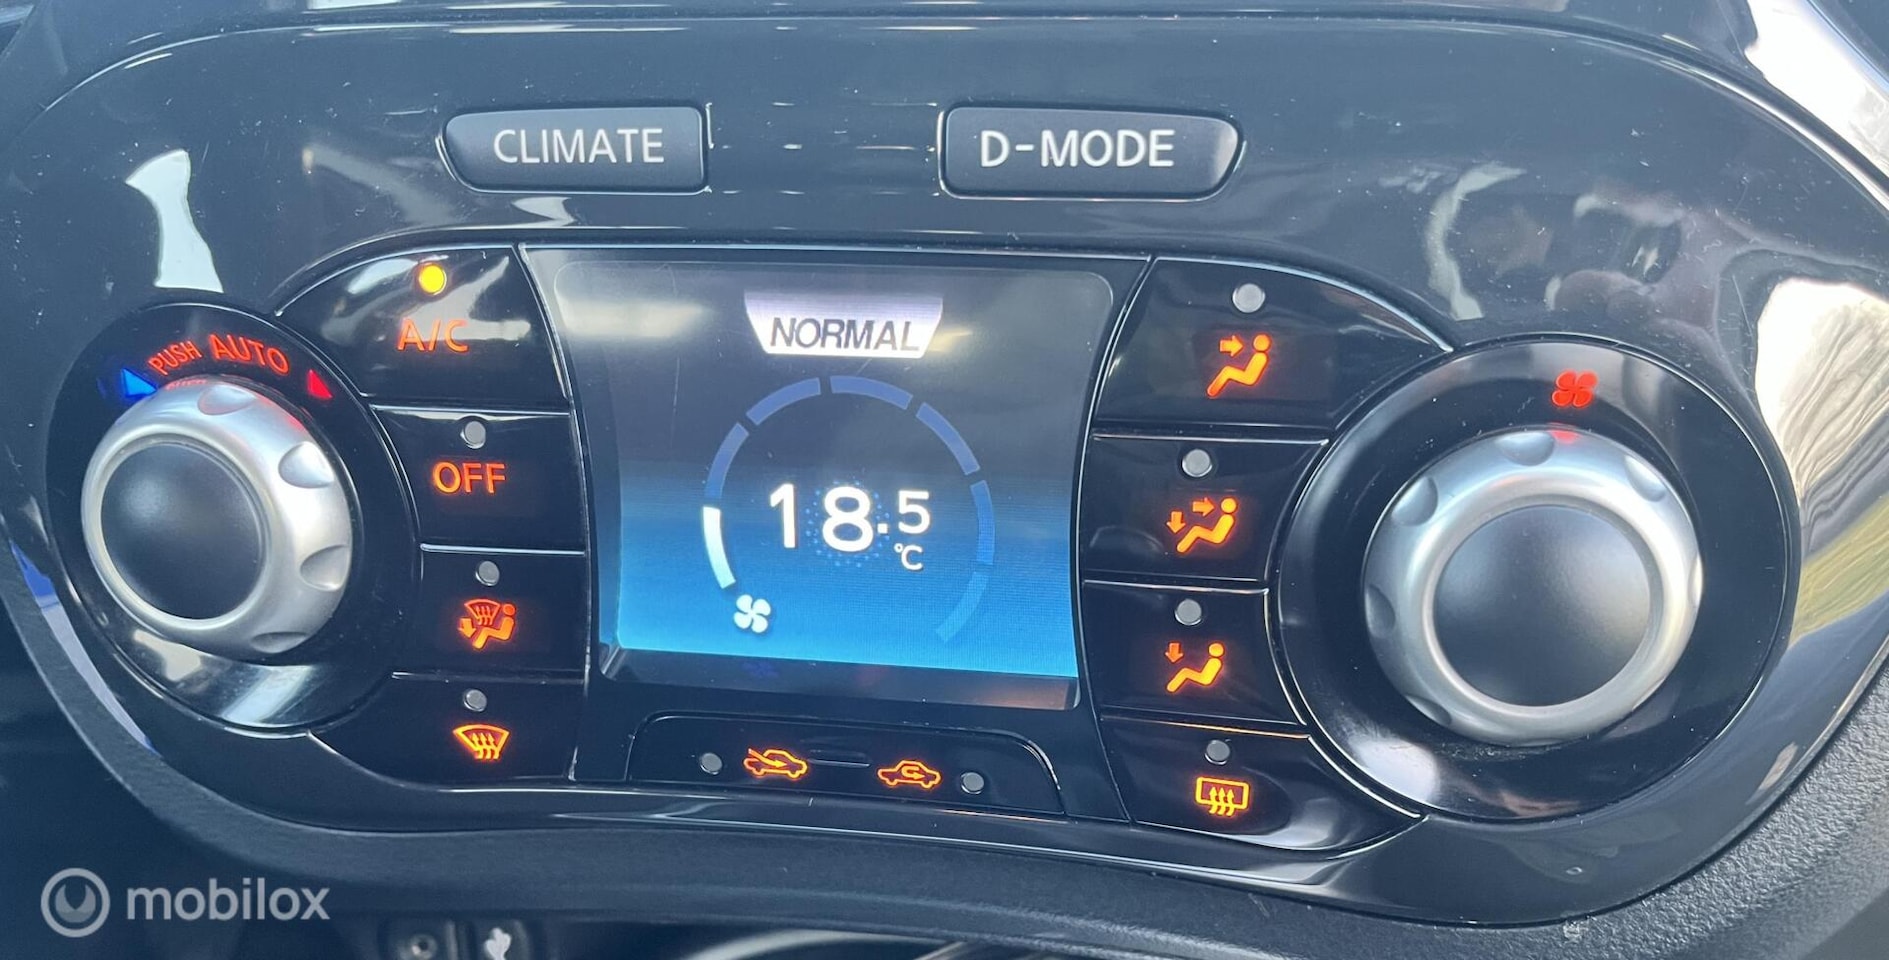 CLIMATE
D-MODE
A/C
NORMAL
PUSH AUTO
OFF
18.5
°C
mobilox